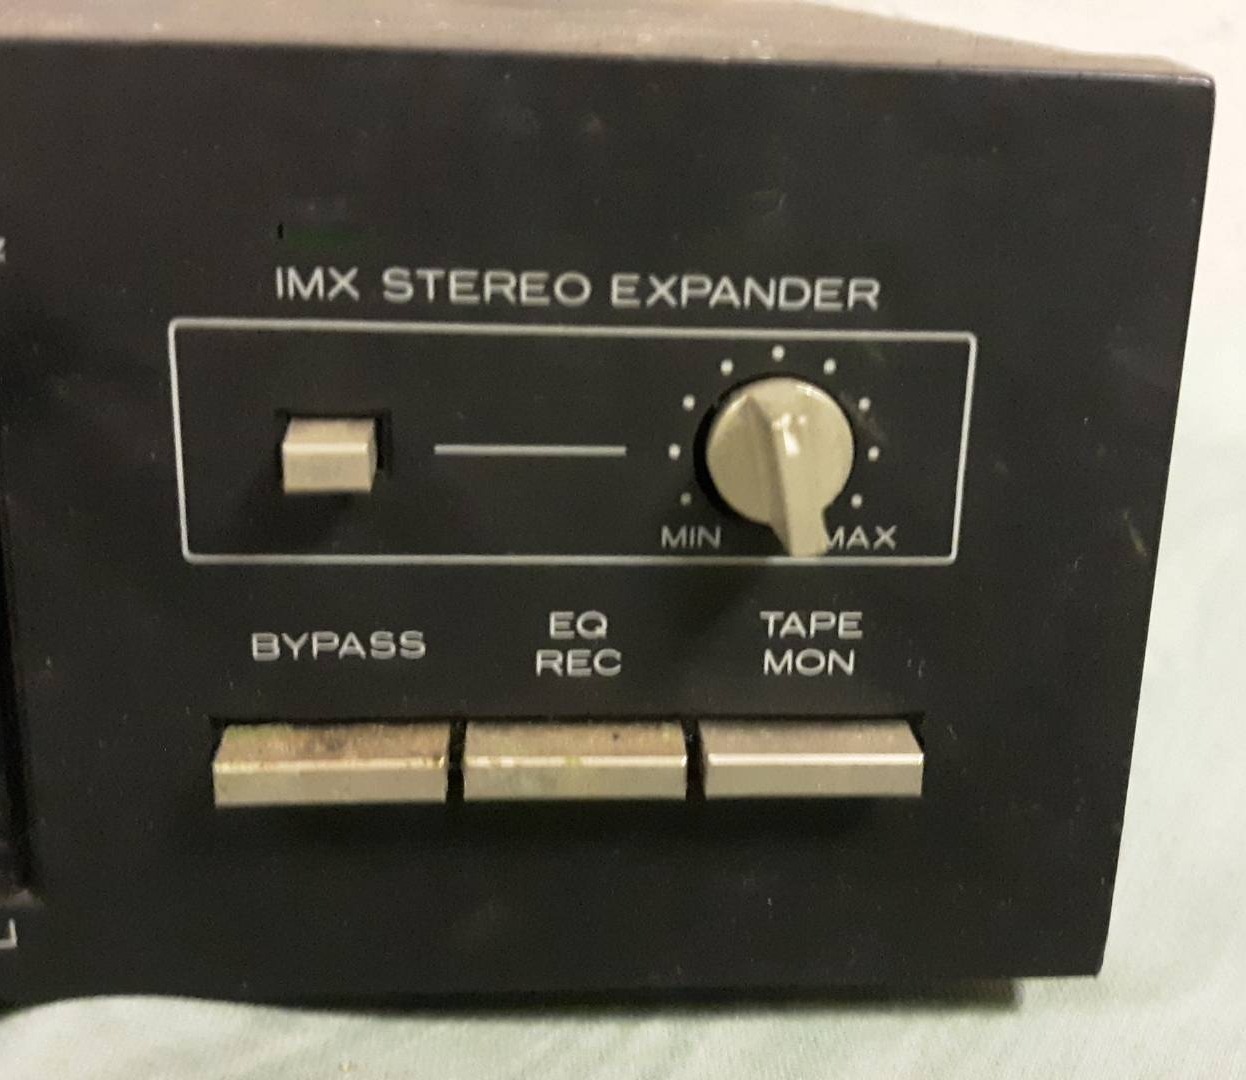 IMX STEREO EXPANDER
MIN MAX
BYPASS
EQ
REC
TAPE
MON